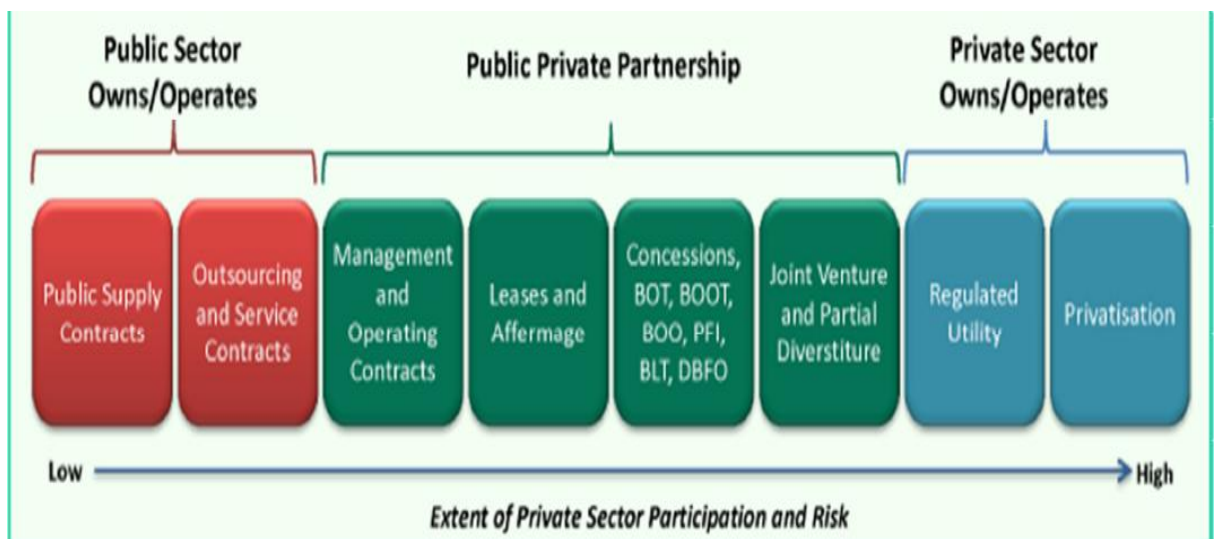 Public Sector
Owns/Operates
Public Private Partnership
Private Sector
Owns/Operates
Public Supply
Contracts
Outsourcing
and Service
Contracts
Management
and
Operating
Contracts
Leases and
Affermage
Concessions,
BOT, BOOT,
BOO, PFI,
BLT, DBFO
Joint Venture
and Partial
Diverstiture
Regulated
Utility
Privatisation
Low
High
Extent of Private Sector Participation and Risk